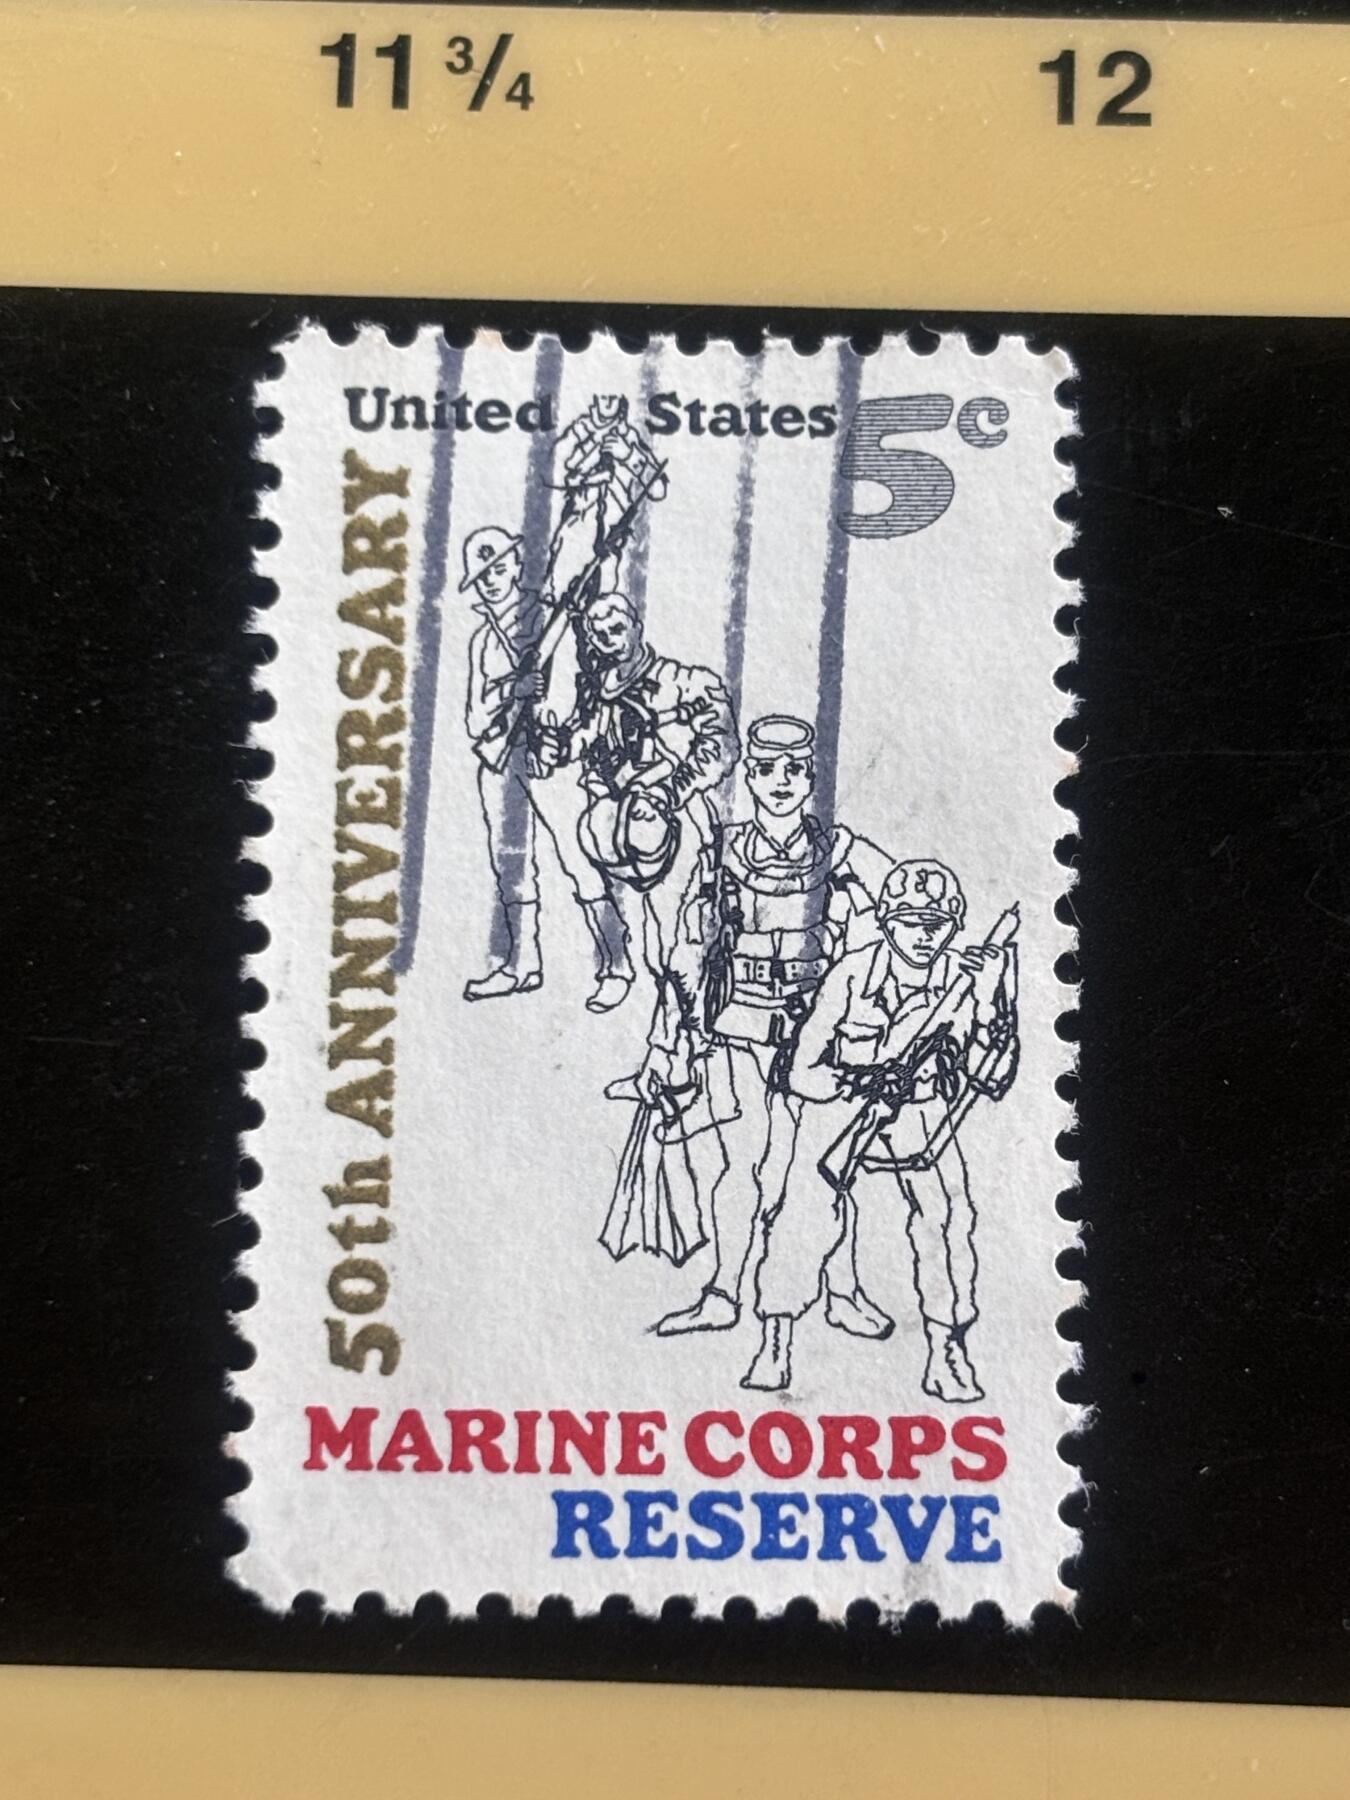 11 3/4
12
United States 5c
50th ANNIVERSARY
MARINE CORPS
RESERVE